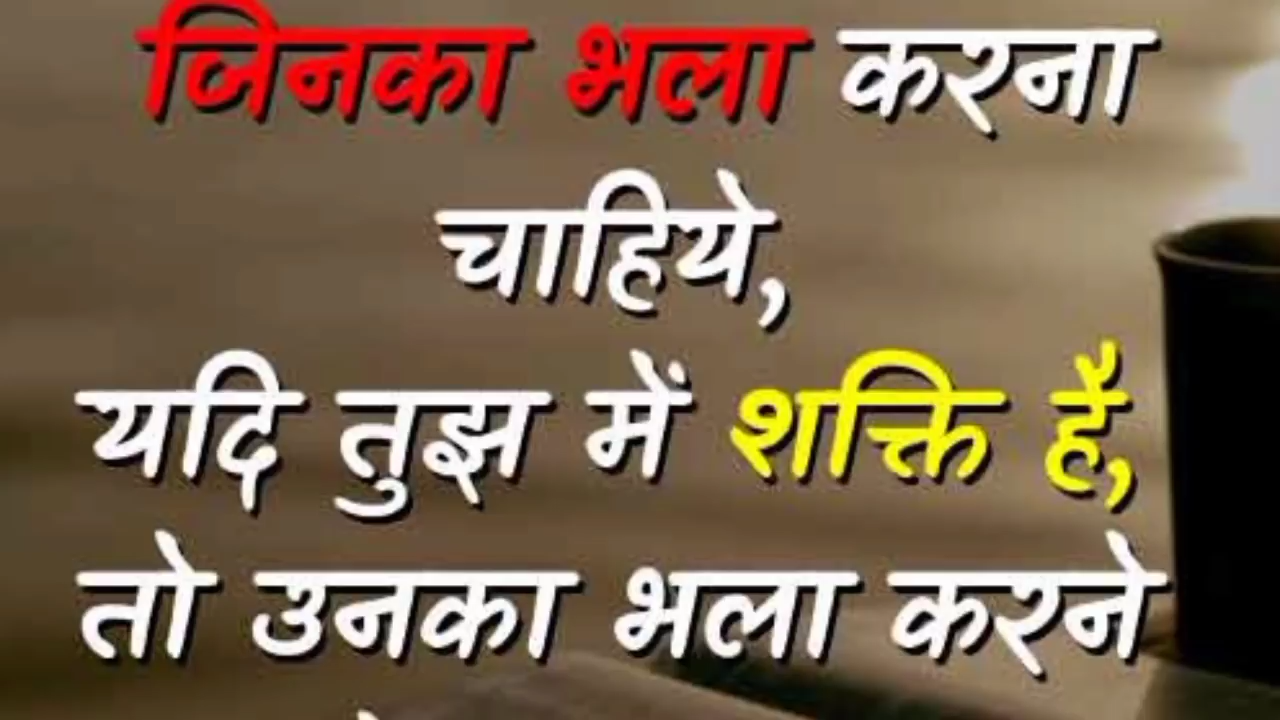 जिनका भला करना
चाहिये,
यदि तुझ में शक्ति है,
तो उनका भला करने